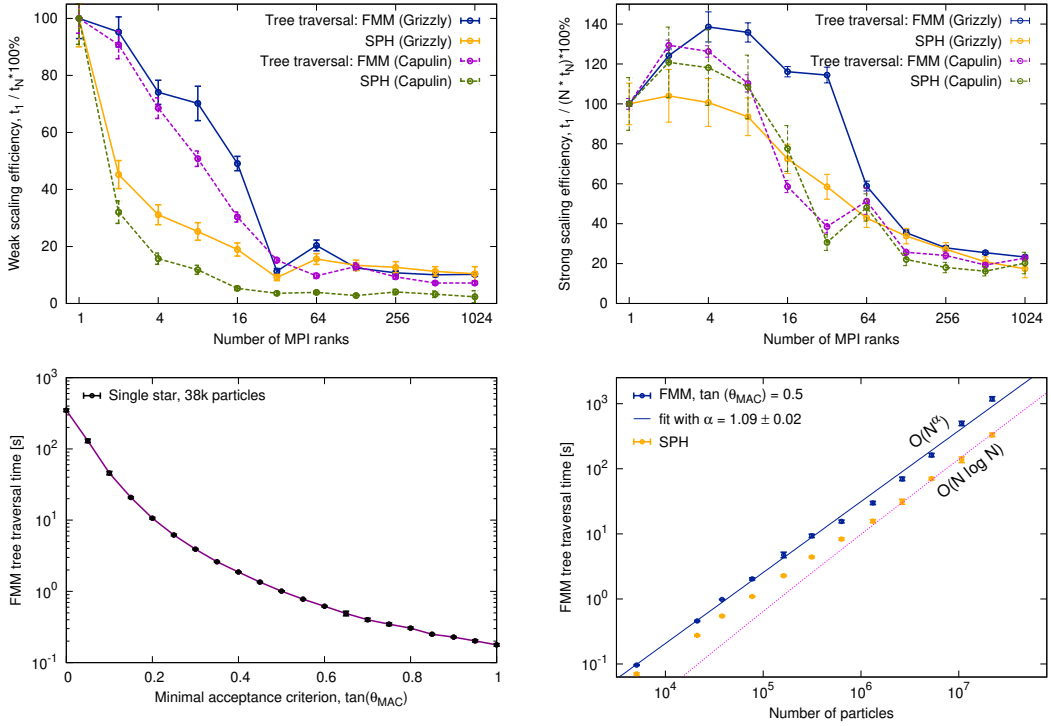 Weak scaling efficiency, t1 / tN*100%
100
80
60
40
20
0
Tree traversal: FMM (Grizzly)
SPH (Grizzly)
Tree traversal: FMM (Capulin)
SPH (Capulin)
1 4 16 64 256 1024
Number of MPI ranks
Strong scaling efficiency, t1 / (N * tN)*100%
140
120
100
80
60
40
20
0
Tree traversal: FMM (Grizzly)
SPH (Grizzly)
Tree traversal: FMM (Capulin)
SPH (Capulin)
1 4 16 64 256 1024
Number of MPI ranks
FMM tree traversal time [s]
10^3
10^2
10^1
10^0
10^-1
Single star, 38k particles
0 0.2 0.4 0.6 0.8 1
Minimal acceptance criterion, tan(θMAC)
FMM tree traversal time [s]
10^3
10^2
10^1
10^0
10^-1
FMM, tan (θMAC) = 0.5
fit with α = 1.09 ± 0.02
SPH
O(N^α)
O(N log N)
10^4 10^5 10^6 10^7
Number of particles